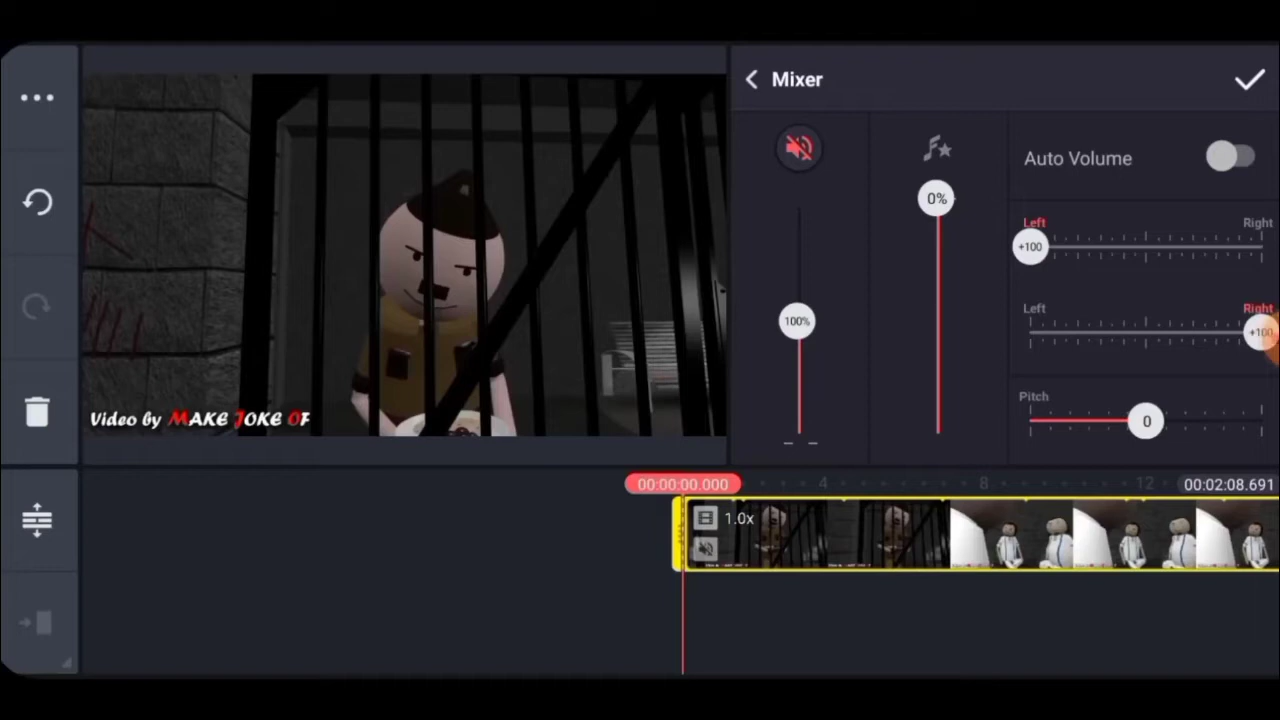 Mixer
0%
Auto Volume
Left
Right
+100
100%
Left
Right
+100
Pitch
0
Video by MAKE JOKE OF
00:00:00.000
4
8
12
00:02:08.691
1.0x